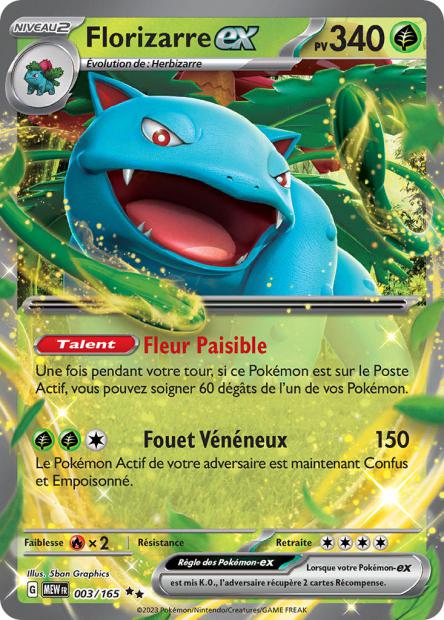 NIVEAU 2
Florizarre ex
PV 340
Évolution de : Herbizarre
Talent Fleur Paisible
Une fois pendant votre tour, si ce Pokémon est sur le Poste
Actif, vous pouvez soigner 60 dégâts de l'un de vos Pokémon.
Fouet Vénéneux 150
Le Pokémon Actif de votre adversaire est maintenant Confus
et Empoisonné.
Faiblesse × 2 Résistance Retraite
Règle des Pokémon-ex Lorsque votre Pokémon-ex
est mis K.O., l'adversaire récupère 2 cartes Récompense.
Illus. 5ban Graphics
G MEW FR 003/165
©2023 Pokémon/Nintendo/Creatures/GAME FREAK